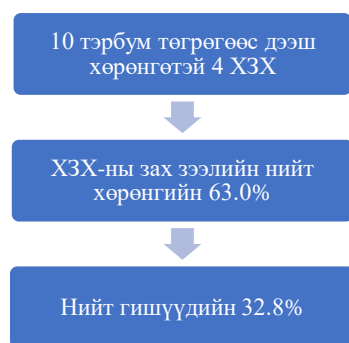 10 тэрбум төгрөгөөс дээш
хөрөнгөтэй 4 ХЗХ
ХЗХ-ны зах зээлийн нийт
хөрөнгийн 63.0%
Нийт гишүүдийн 32.8%